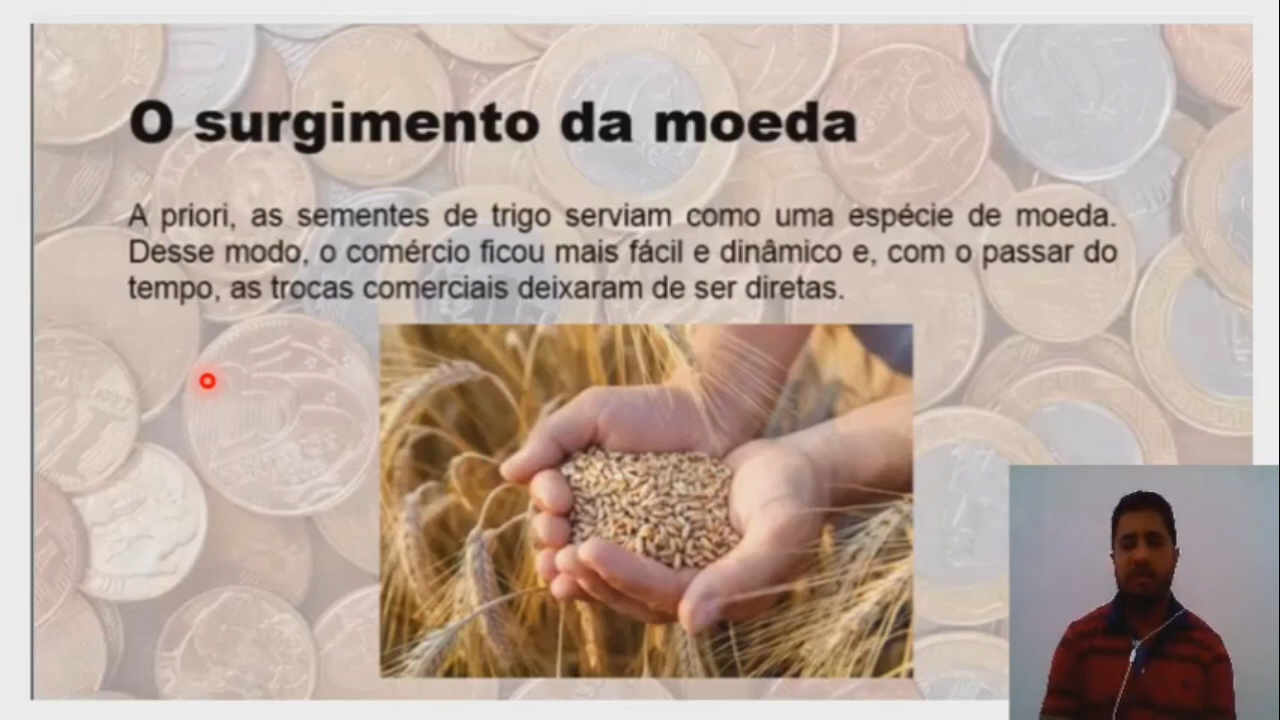 O surgimento da moeda
A priori, as sementes de trigo serviam como uma espécie de moeda.
Desse modo, o comércio ficou mais fácil e dinâmico e, com o passar do
tempo, as trocas comerciais deixaram de ser diretas.